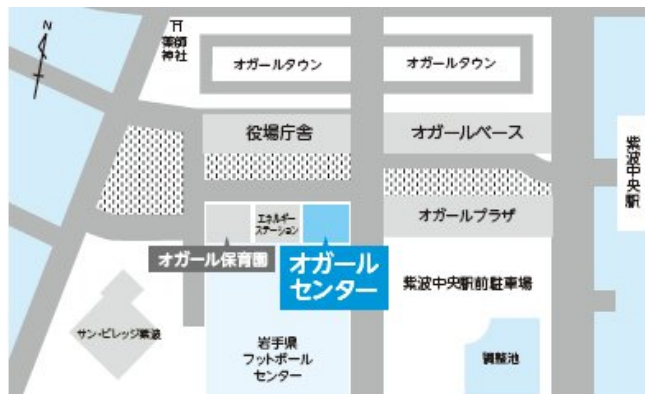 N
薬師
神社
オガールタウン
オガールタウン
役場庁舎
オガールベース
紫波中央駅
エネルギー
ステーション
オガールプラザ
オガール保育園
オガール
センター
紫波中央駅前駐車場
サン・ビレッジ紫波
岩手県
フットボール
センター
調整池